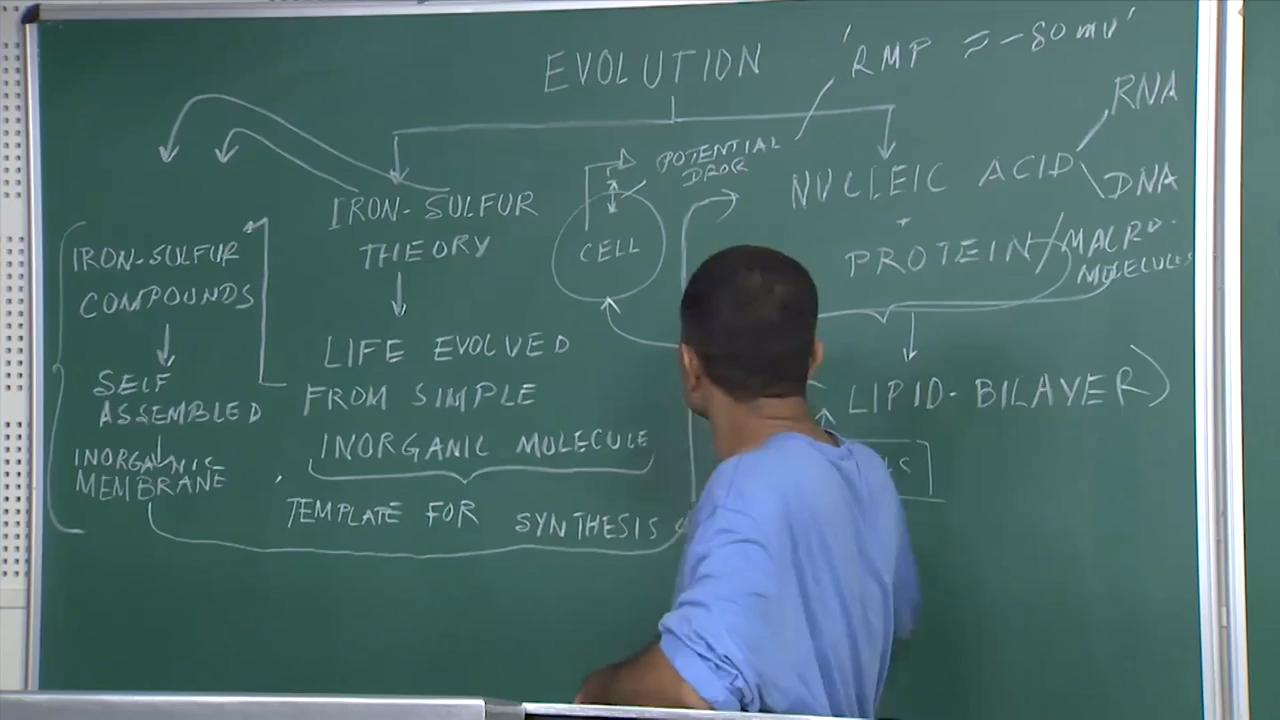 EVOLUTION
'RMP ≈ -80 mv'
RNA
POTENTIAL
DROP
NUCLEIC ACID
DNA
IRON-SULFUR
THEORY
CELL
PROTEIN/MACRO-
MOLECULES
IRON-SULFUR
COMPOUNDS
LIFE EVOLVED
FROM SIMPLE
INORGANIC MOLECULE
SELF
ASSEMBLED
INORGANIC
MEMBRANE
LIPID-BILAYER)
TEMPLATE FOR SYNTHESIS